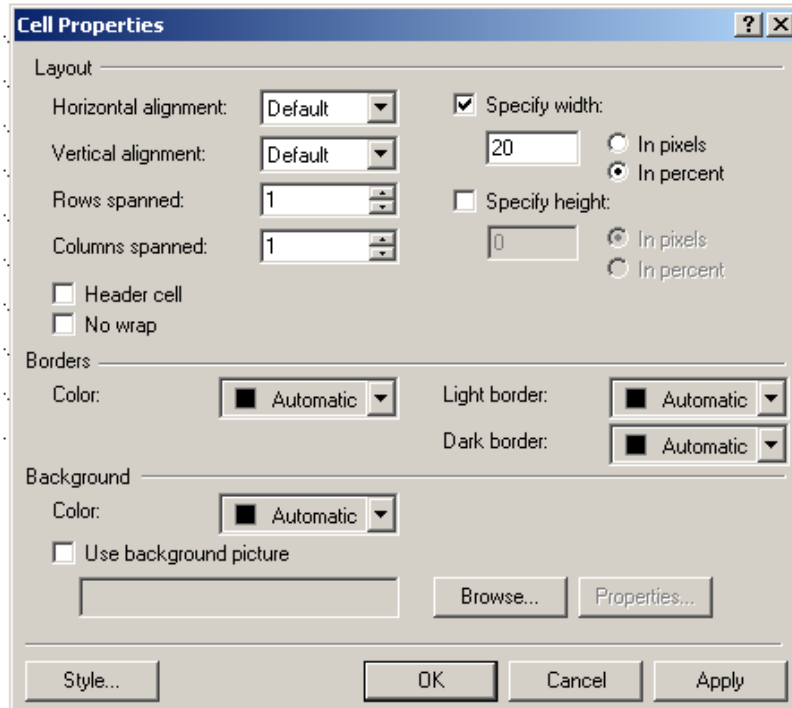 Cell Properties
Layout
Horizontal alignment: Default
Specify width:
Vertical alignment: Default
20
In pixels
In percent
Rows spanned: 1
Specify height:
Columns spanned: 1
0
In pixels
In percent
Header cell
No wrap
Borders
Color: Automatic
Light border: Automatic
Dark border: Automatic
Background
Color: Automatic
Use background picture
Browse... Properties...
Style... OK Cancel Apply